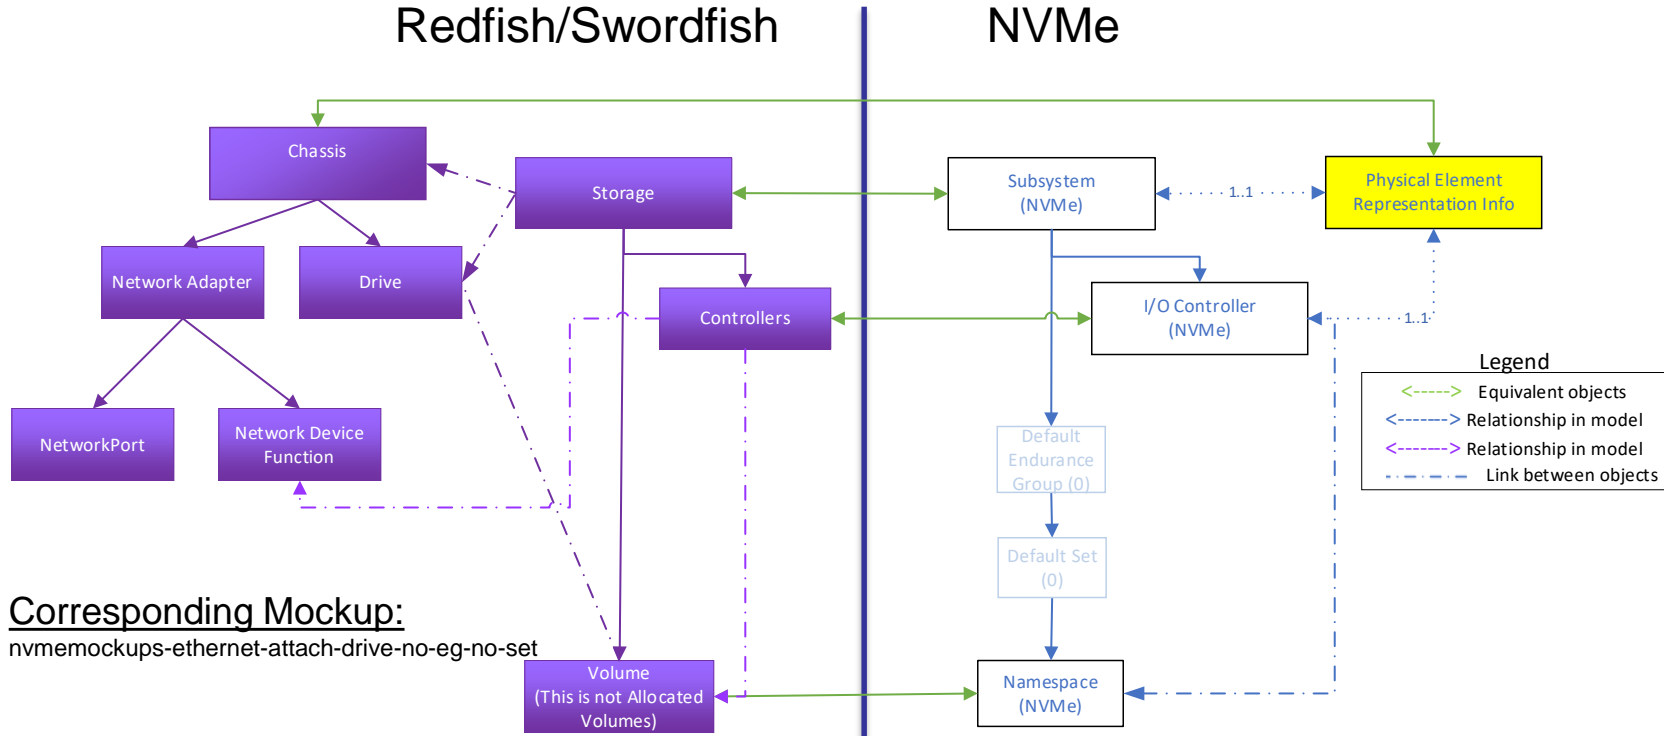 Redfish/Swordfish
NVMe
Chassis
Storage
Subsystem
(NVMe)
1..1
Physical Element
Representation Info
Network Adapter
Drive
Controllers
I/O Controller
(NVMe)
1..1
Legend
Equivalent objects
Relationship in model
Relationship in model
Link between objects
NetworkPort
Network Device
Function
Default
Endurance
Group (0)
Default Set
(0)
Corresponding Mockup:
nvmemockups-ethernet-attach-drive-no-eg-no-set
Volume
(This is not Allocated
Volumes)
Namespace
(NVMe)